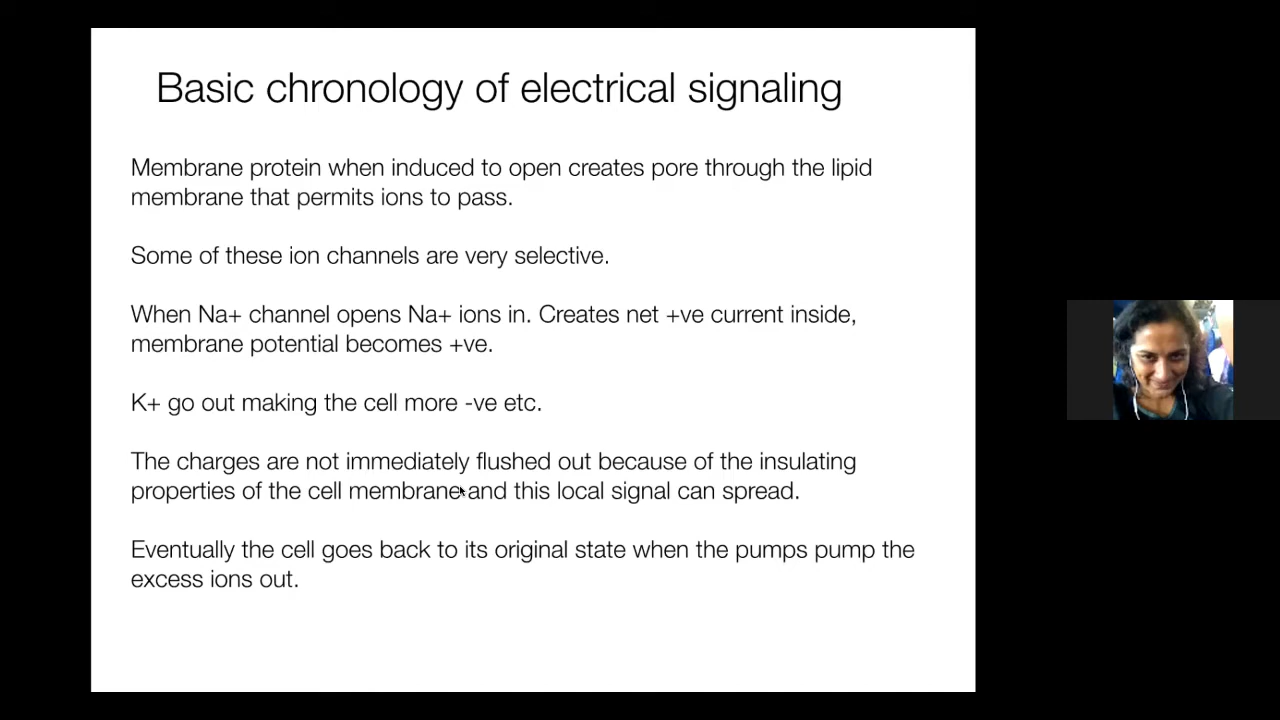 Basic chronology of electrical signaling
Membrane protein when induced to open creates pore through the lipid
membrane that permits ions to pass.
Some of these ion channels are very selective.
When Na+ channel opens Na+ ions in. Creates net +ve current inside,
membrane potential becomes +ve.
K+ go out making the cell more -ve etc.
The charges are not immediately flushed out because of the insulating
properties of the cell membrane and this local signal can spread.
Eventually the cell goes back to its original state when the pumps pump the
excess ions out.